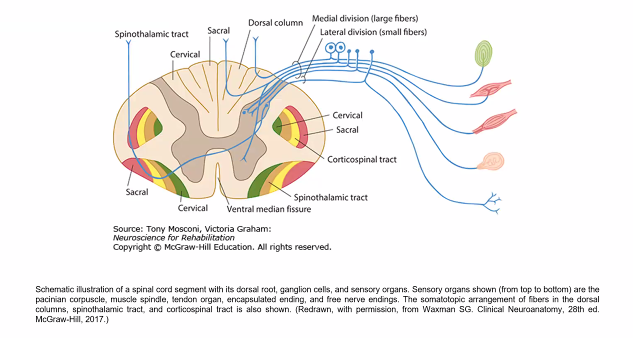 Spinothalamic tract
Sacral
Dorsal column
Medial division (large fibers)
Lateral division (small fibers)
Cervical
Cervical
Sacral
Corticospinal tract
Sacral
Cervical
Ventral median fissure
Spinothalamic tract
Source: Tony Mosconi, Victoria Graham:
Neuroscience for Rehabilitation
Copyright © McGraw-Hill Education. All rights reserved.
Schematic illustration of a spinal cord segment with its dorsal root, ganglion cells, and sensory organs. Sensory organs shown (from top to bottom) are the
pacinian corpuscle, muscle spindle, tendon organ, encapsulated ending, and free nerve endings. The somatotopic arrangement of fibers in the dorsal
columns, spinothalamic tract, and corticospinal tract is also shown. (Redrawn, with permission, from Waxman SG. Clinical Neuroanatomy, 28th ed.
McGraw-Hill, 2017.)